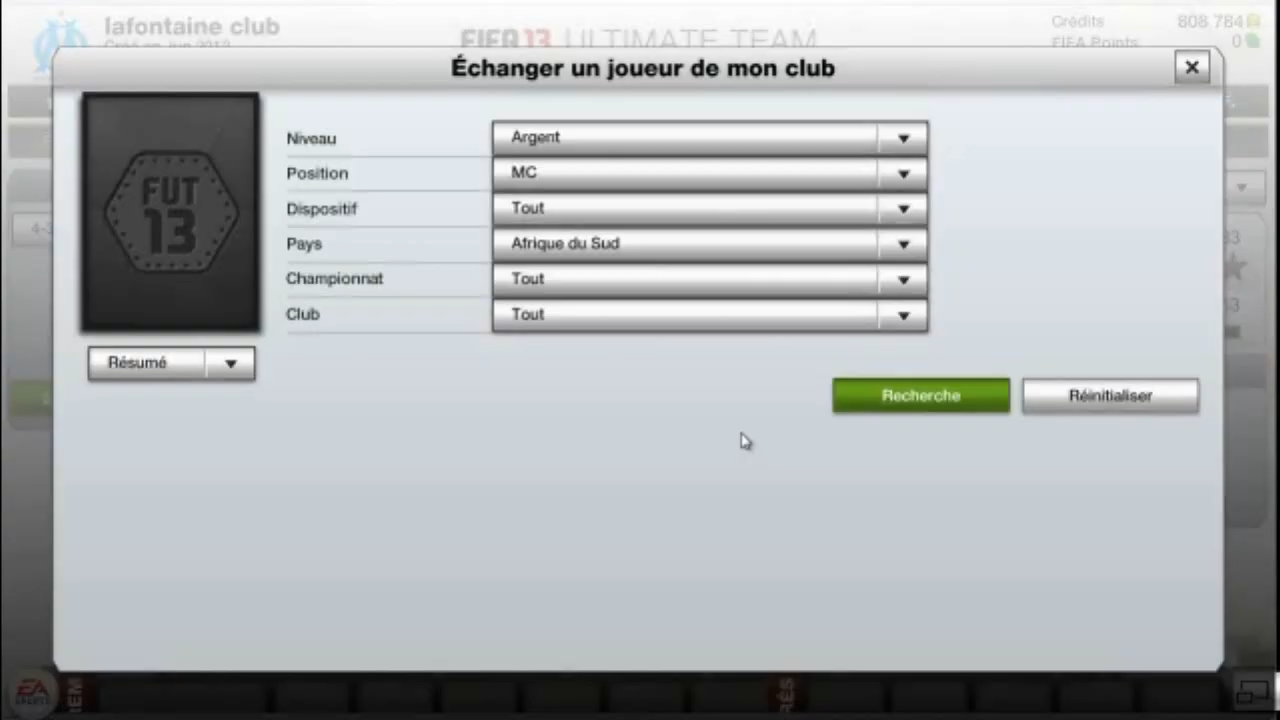 lafontaine club
FIFA 13 ULTIMATE TEAM
Crédits 808 784
FIFA Points 0
Échanger un joueur de mon club
FUT
13
Niveau Argent
Position MC
Dispositif Tout
Pays Afrique du Sud
Championnat Tout
Club Tout
Résumé
Recherche
Réinitialiser
EA